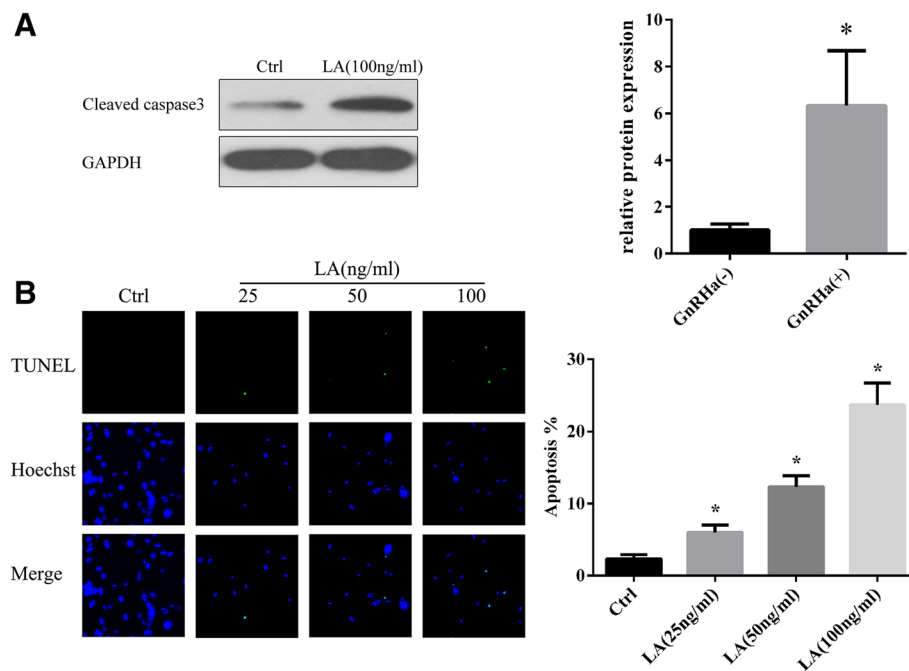 A
Ctrl LA(100ng/ml)
Cleaved caspase3
GAPDH
relative protein expression
10
8
6
4
2
0
*
GnRHa(-)
GnRHa(+)
B
LA(ng/ml)
Ctrl 25 50 100
TUNEL
Hoechst
Merge
Apoptosis %
30
20
10
0
*
*
*
Ctrl
LA(25ng/ml)
LA(50ng/ml)
LA(100ng/ml)